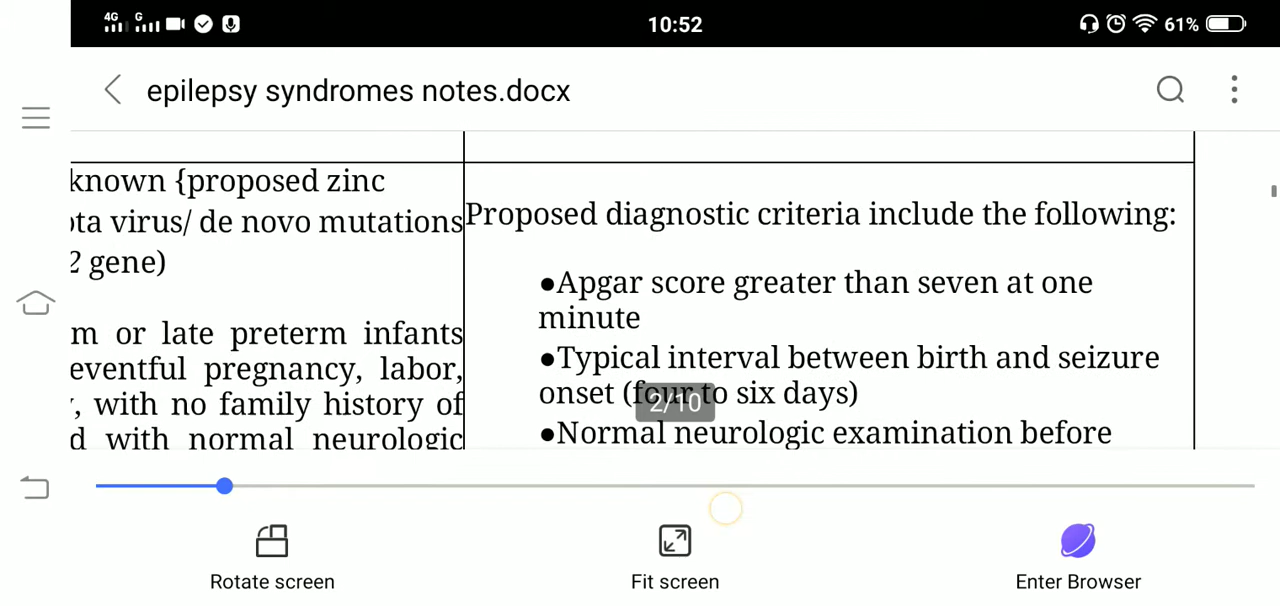 4G G 10:52 61%
epilepsy syndromes notes.docx
known {proposed zinc
ta virus/ de novo mutations
2 gene)
m or late preterm infants
eventful pregnancy, labor,
, with no family history of
d with normal neurologic
Proposed diagnostic criteria include the following:
●Apgar score greater than seven at one
minute
●Typical interval between birth and seizure
onset (four to six days)
●Normal neurologic examination before
2/10
Rotate screen
Fit screen
Enter Browser